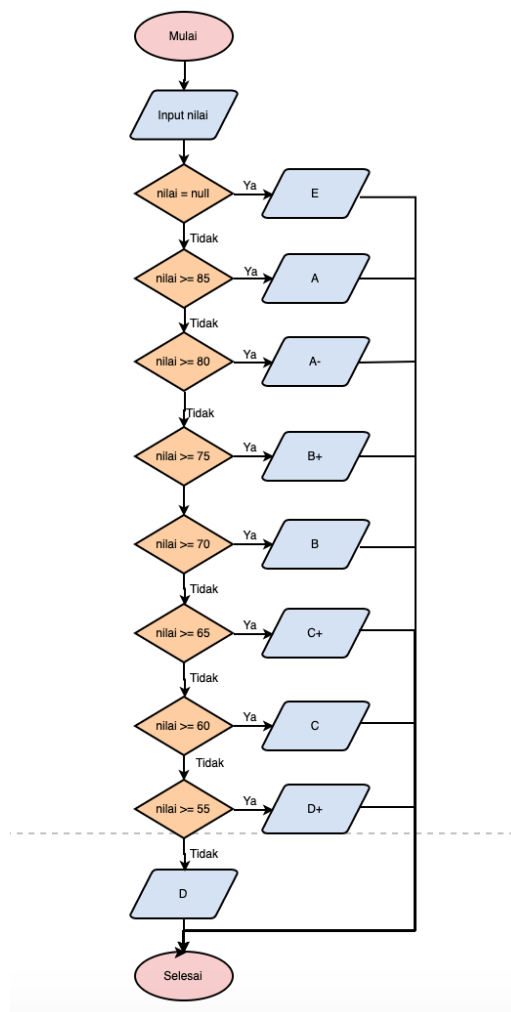 Mulai
Input nilai
nilai = null
Ya
E
Tidak
nilai >= 85
Ya
A
Tidak
nilai >= 80
Ya
A-
Tidak
nilai >= 75
Ya
B+
nilai >= 70
Ya
B
Tidak
nilai >= 65
Ya
C+
Tidak
nilai >= 60
Ya
C
Tidak
nilai >= 55
Ya
D+
Tidak
D
Selesai